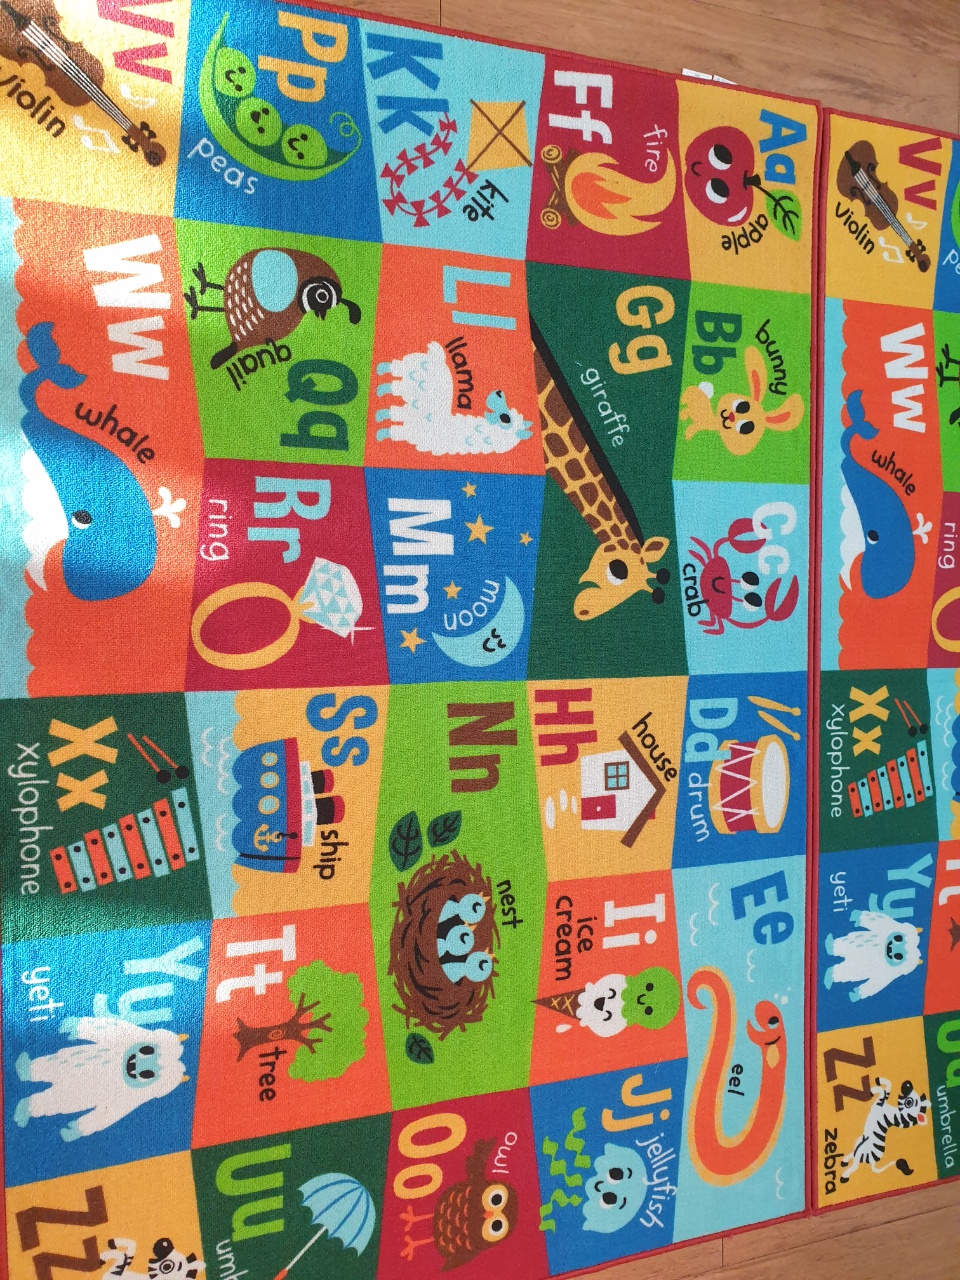 Aa
apple
Bb
bunny
Cc
crab
Dd
drum
Ee
eel
Ff
fire
Gg
giraffe
Hh
house
Ii
ice
cream
Jj
jellyfish
Kk
kite
Ll
llama
Mm
moon
Nn
nest
Oo
owl
Pp
peas
Qq
quail
Rr
ring
Ss
ship
Tt
tree
Uu
umb
Vv
violin
Ww
whale
Xx
xylophone
Yy
yeti
Zz
Vv
violin
Ww
whale
Xx
xylophone
Yy
yeti
Zz
zebra
pe
ring
umbrella